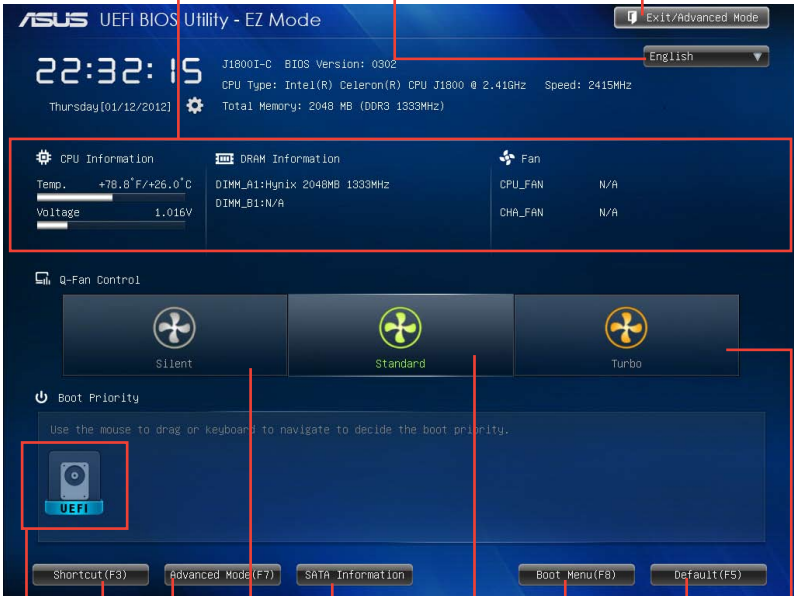 ASUS UEFI BIOS Utility - EZ Mode
Exit/Advanced Mode
English
22:32:15
Thursday[01/12/2012]
J1800I-C BIOS Version: 0302
CPU Type: Intel(R) Celeron(R) CPU J1800 @ 2.41GHz Speed: 2415MHz
Total Memory: 2048 MB (DDR3 1333MHz)
CPU Information
Temp. +78.8°F/+26.0°C
Voltage 1.016V
DRAM Information
DIMM_A1:Hynix 2048MB 1333MHz
DIMM_B1:N/A
Fan
CPU_FAN N/A
CHA_FAN N/A
Q-Fan Control
Silent
Standard
Turbo
Boot Priority
Use the mouse to drag or keyboard to navigate to decide the boot priority.
UEFI
Shortcut(F3)
Advanced Mode(F7)
SATA Information
Boot Menu(F8)
Default(F5)